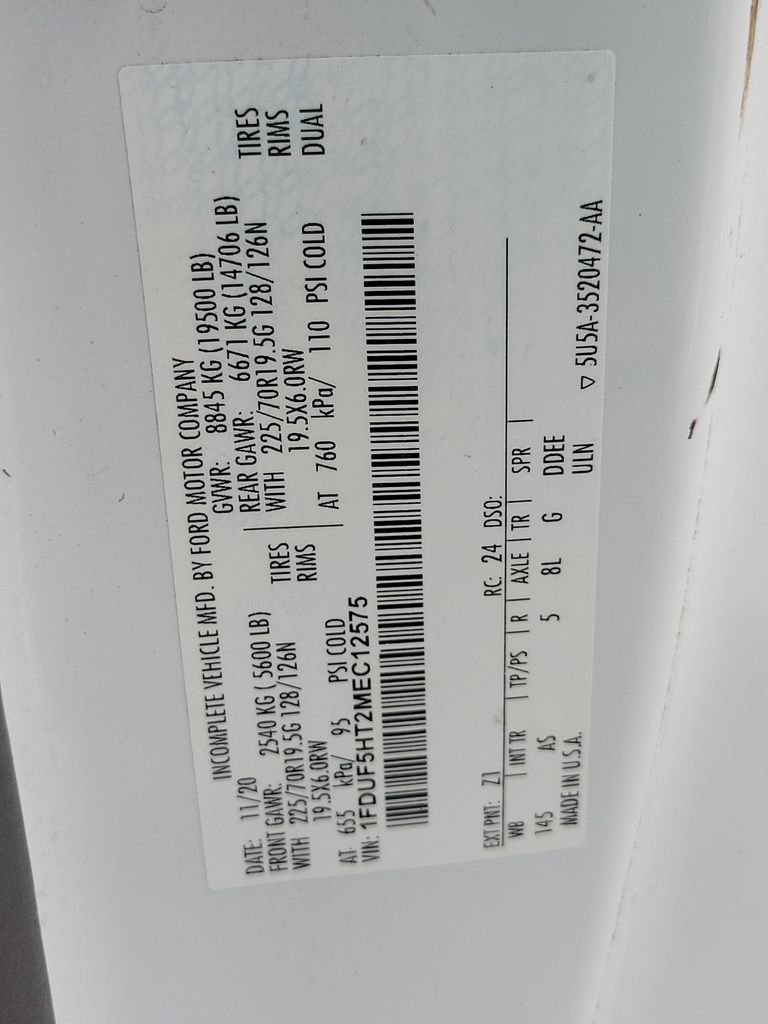 INCOMPLETE VEHICLE MFD. BY FORD MOTOR COMPANY
DATE: 11/20 GVWR: 8845 KG (19500 LB)
FRONT GAWR: 2540 KG ( 5600 LB) REAR GAWR: 6671 KG (14706 LB)
WITH 225/70R19.5G 128/126N TIRES WITH 225/70R19.5G 128/126N TIRES
19.5X6.0RW RIMS 19.5X6.0RW RIMS
AT 655 kPa/ 95 PSI COLD AT 760 kPa/ 110 PSI COLD DUAL
VIN: 1FDUF5HT2MEC12575
EXT PNT: Z1 RC: 24 DSO:
WB | INT TR | TP/PS | R | AXLE | TR | SPR |
145 AS 5 8L G DDEE
MADE IN U.S.A. ULN
▽ 5U5A-3520472-AA